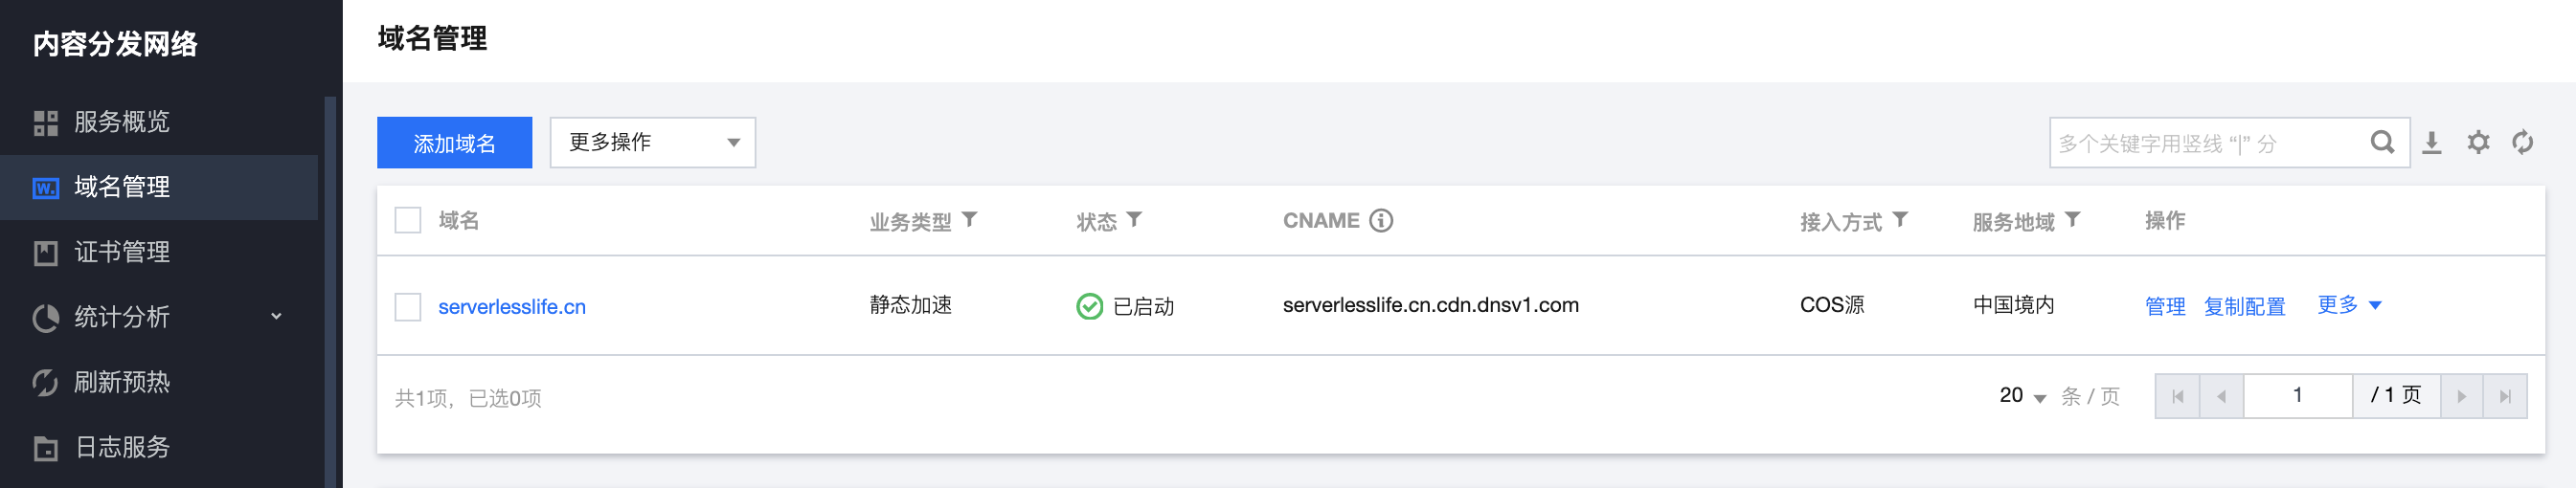 内容分发网络
服务概览
域名管理
证书管理
统计分析
刷新预热
日志服务
域名管理
添加域名 更多操作 多个关键字用竖线 “|” 分
域名 业务类型 状态 CNAME 接入方式 服务地域 操作
serverlesslife.cn 静态加速 已启动 serverlesslife.cn.cdn.dnsv1.com COS源 中国境内 管理 复制配置 更多
共1项，已选0项 20 条 / 页 1 / 1 页